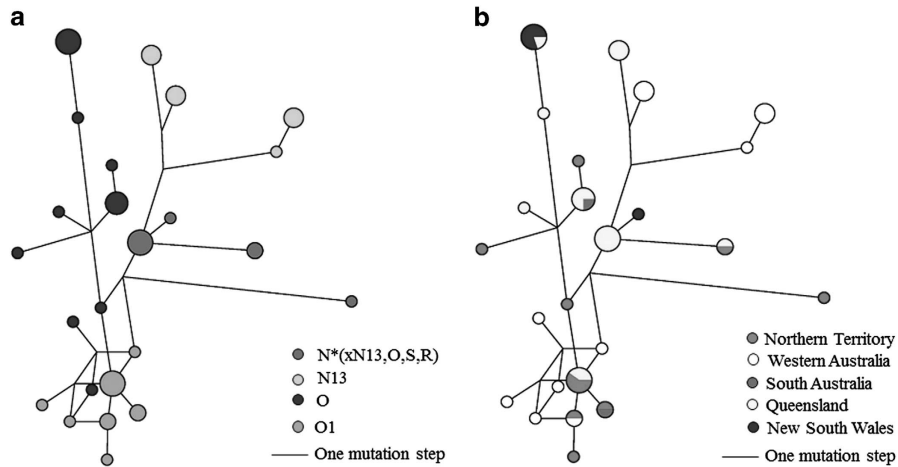 a
N*(xN13,O,S,R)
N13
O
O1
One mutation step
b
Northern Territory
Western Australia
South Australia
Queensland
New South Wales
One mutation step